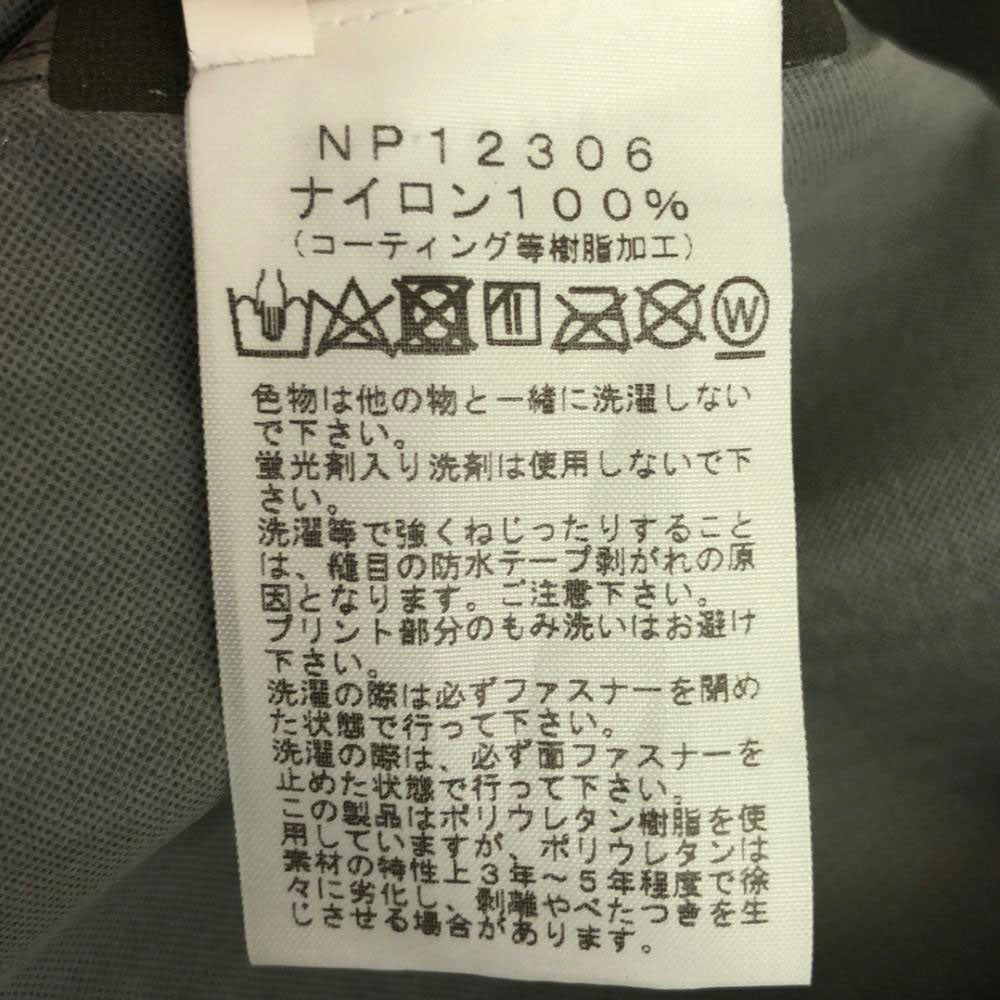 NP12306
ナイロン100%
(コーティング等樹脂加工)
W
色物は他の物と一緒に洗濯しない
で下さい。
蛍光剤入り洗剤は使用しないで下
さい。
洗濯等で強くねじったりすること
は、縫目の防水テープ剥がれの原
因となります。ご注意下さい。
プリント部分のもみ洗いはお避け
下さい。
洗濯の際は必ずファスナーを閉め
た状態で行って下さい。
洗濯の際は、必ず面ファスナーを
止めた状態で行って下さい。
この製品はポリウレタン樹脂を使
用していますが、ポリウレタンは
素材の特性上3年～5年程度で徐
々に劣化し、剥離やべたつきを生
じさせる場合があります。